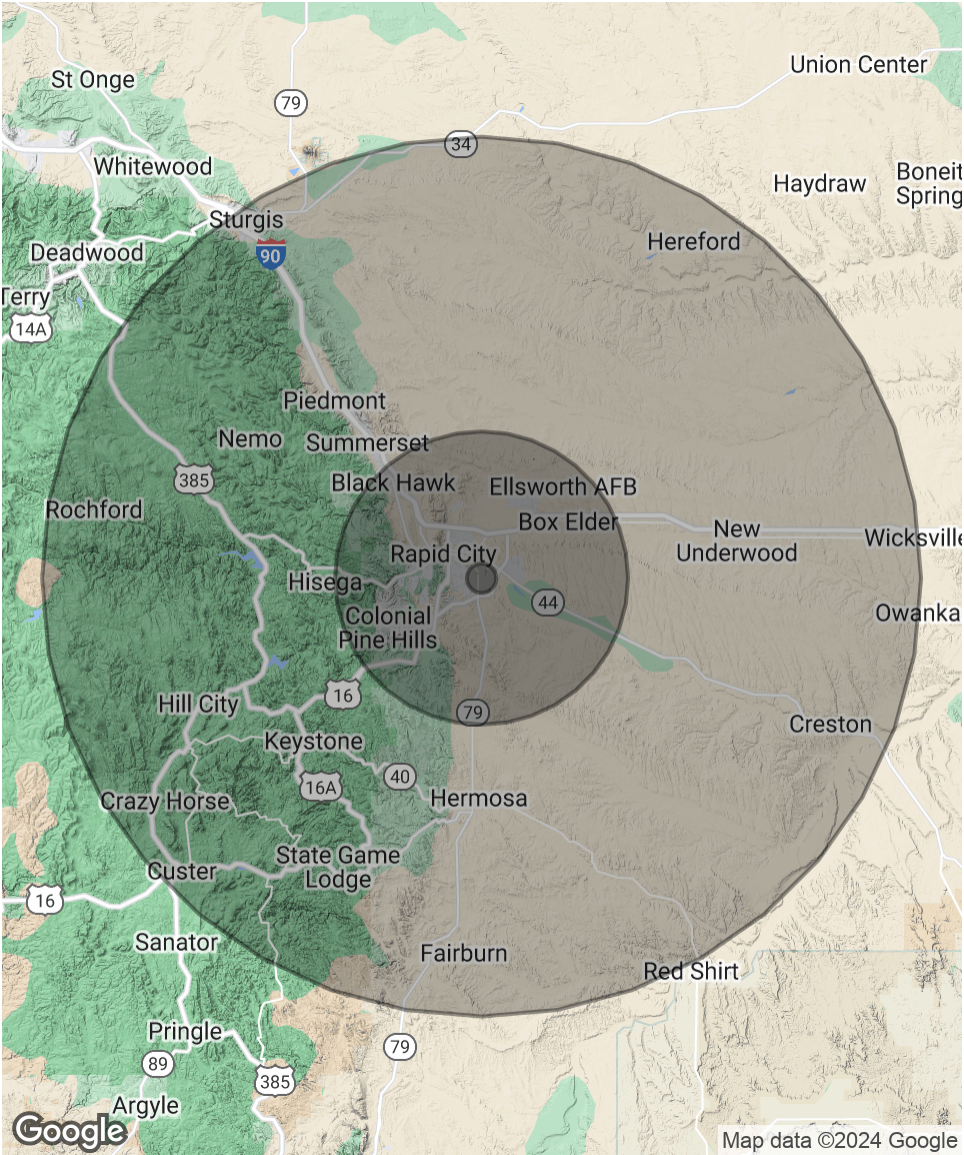 Union Center
St Onge
79
34
Whitewood
Boneit
Spring
Haydraw
Sturgis
Hereford
Deadwood
90
Terry
14A
Piedmont
Nemo
Summerset
385
Black Hawk
Ellsworth AFB
Rochford
Box Elder
New
Underwood
Wicksville
Rapid City
Hisega
44
Owanka
Colonial
Pine Hills
16
Hill City
79
Creston
Keystone
40
16A
Crazy Horse
Hermosa
State Game
Lodge
Custer
16
Sanator
Fairburn
Red Shirt
Pringle
79
89
385
Argyle
Google
Map data ©2024 Google